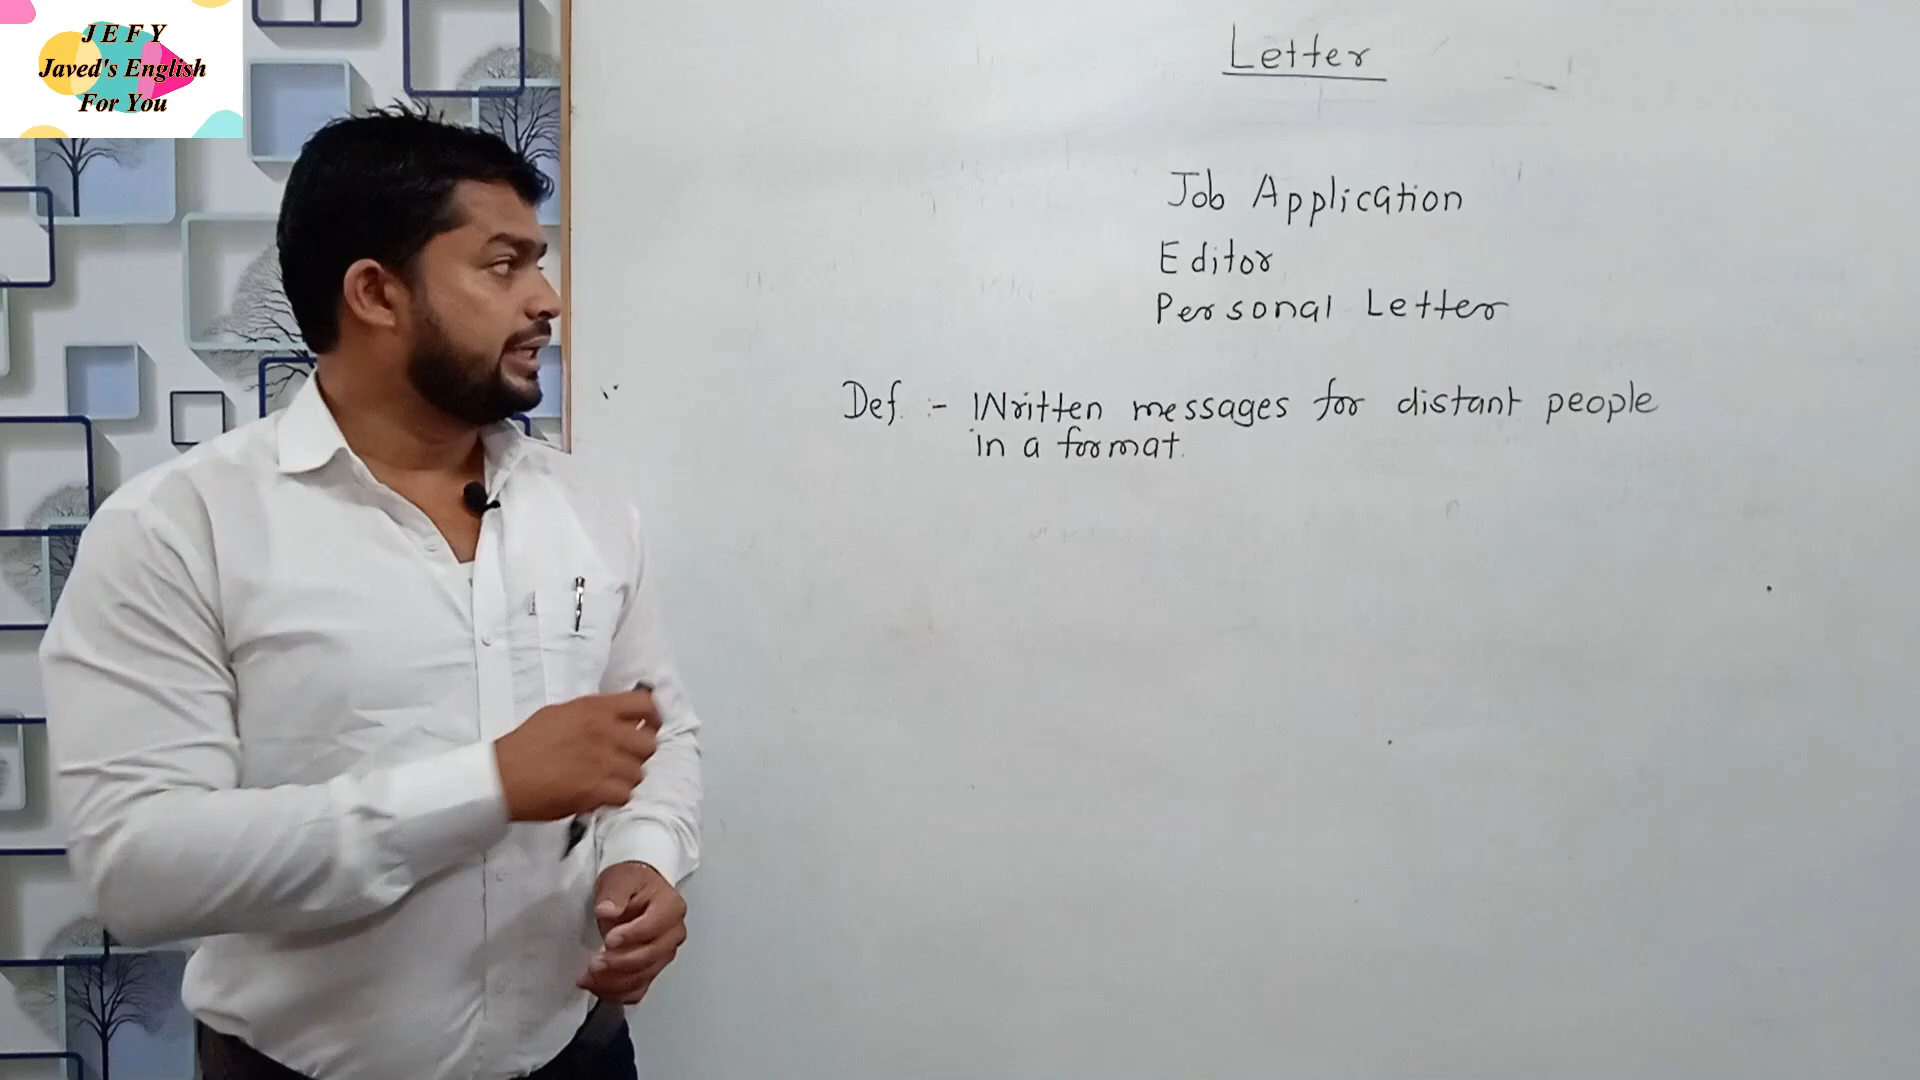 JEFY
Javed's English
For You
Letter
Job Application
Editor
Personal Letter
Def. :- Written messages for distant people
in a format.